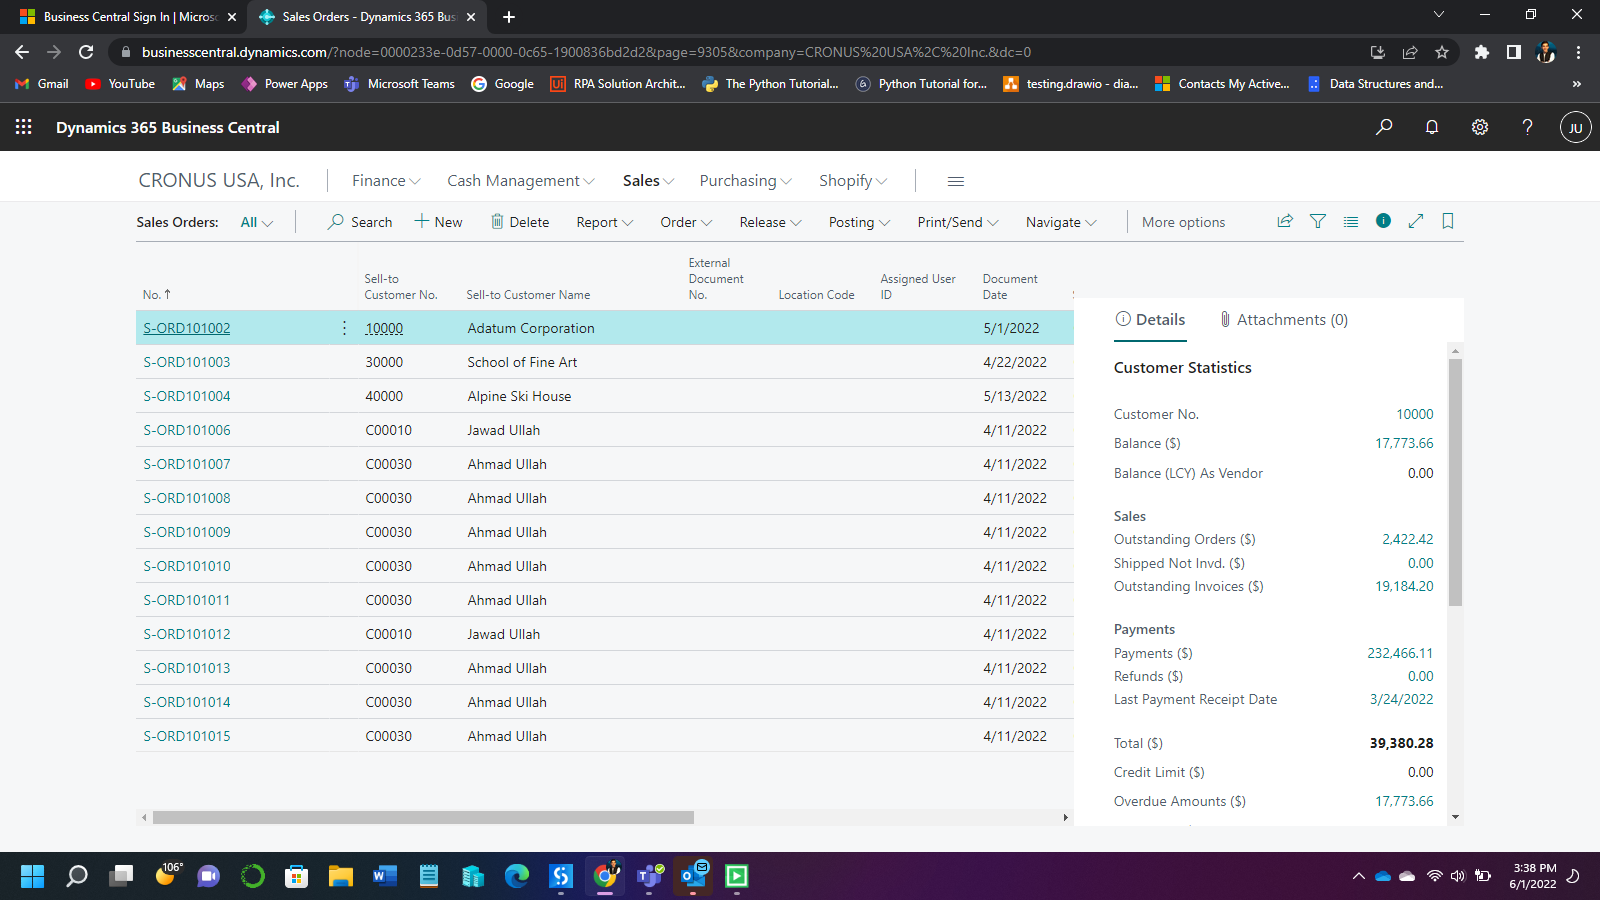 Business Central Sign In | Micros
Sales Orders - Dynamics 365 Bus
businesscentral.dynamics.com/?node=0000233e-0d57-0000-0c65-1900836bd2d2&page=9305&company=CRONUS%20USA%2C%20Inc.&dc=0
Gmail YouTube Maps Power Apps Microsoft Teams Google RPA Solution Archit... The Python Tutorial... Python Tutorial for... testing.drawio - dia... Contacts My Active... Data Structures and... »
Dynamics 365 Business Central ? JU
CRONUS USA, Inc. Finance Cash Management Sales Purchasing Shopify
Sales Orders: All Search New Delete Report Order Release Posting Print/Send Navigate More options
No. ↑ Sell-to Customer No. Sell-to Customer Name External Document No. Location Code Assigned User ID Document Date
S-ORD101002 10000 Adatum Corporation 5/1/2022
S-ORD101003 30000 School of Fine Art 4/22/2022
S-ORD101004 40000 Alpine Ski House 5/13/2022
S-ORD101006 C00010 Jawad Ullah 4/11/2022
S-ORD101007 C00030 Ahmad Ullah 4/11/2022
S-ORD101008 C00030 Ahmad Ullah 4/11/2022
S-ORD101009 C00030 Ahmad Ullah 4/11/2022
S-ORD101010 C00030 Ahmad Ullah 4/11/2022
S-ORD101011 C00030 Ahmad Ullah 4/11/2022
S-ORD101012 C00010 Jawad Ullah 4/11/2022
S-ORD101013 C00030 Ahmad Ullah 4/11/2022
S-ORD101014 C00030 Ahmad Ullah 4/11/2022
S-ORD101015 C00030 Ahmad Ullah 4/11/2022
Details Attachments (0)
Customer Statistics
Customer No. 10000
Balance ($) 17,773.66
Balance (LCY) As Vendor 0.00
Sales
Outstanding Orders ($) 2,422.42
Shipped Not Invd. ($) 0.00
Outstanding Invoices ($) 19,184.20
Payments
Payments ($) 232,466.11
Refunds ($) 0.00
Last Payment Receipt Date 3/24/2022
Total ($) 39,380.28
Credit Limit ($) 0.00
Overdue Amounts ($) 17,773.66
106°
3:38 PM
6/1/2022